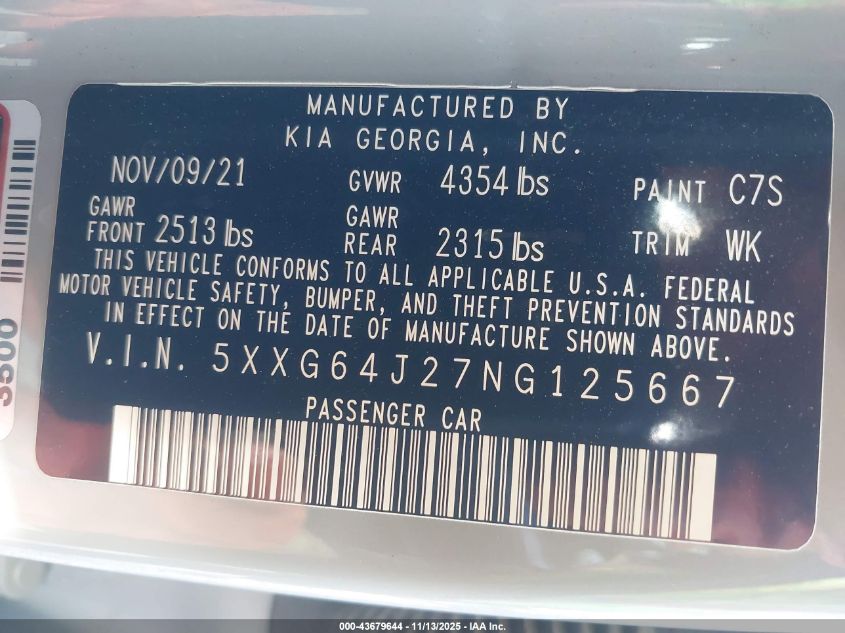 MANUFACTURED BY
KIA GEORGIA, INC.
NOV/09/21 GVWR 4354 lbs PAINT C7S
GAWR FRONT 2513 lbs GAWR REAR 2315 lbs TRIM WK
THIS VEHICLE CONFORMS TO ALL APPLICABLE U.S.A. FEDERAL
MOTOR VEHICLE SAFETY, BUMPER, AND THEFT PREVENTION STANDARDS
IN EFFECT ON THE DATE OF MANUFACTURE SHOWN ABOVE.
V.I.N. 5XXG64J27NG125667
PASSENGER CAR
3500
000-43679644 - 11/13/2025 - IAA Inc.